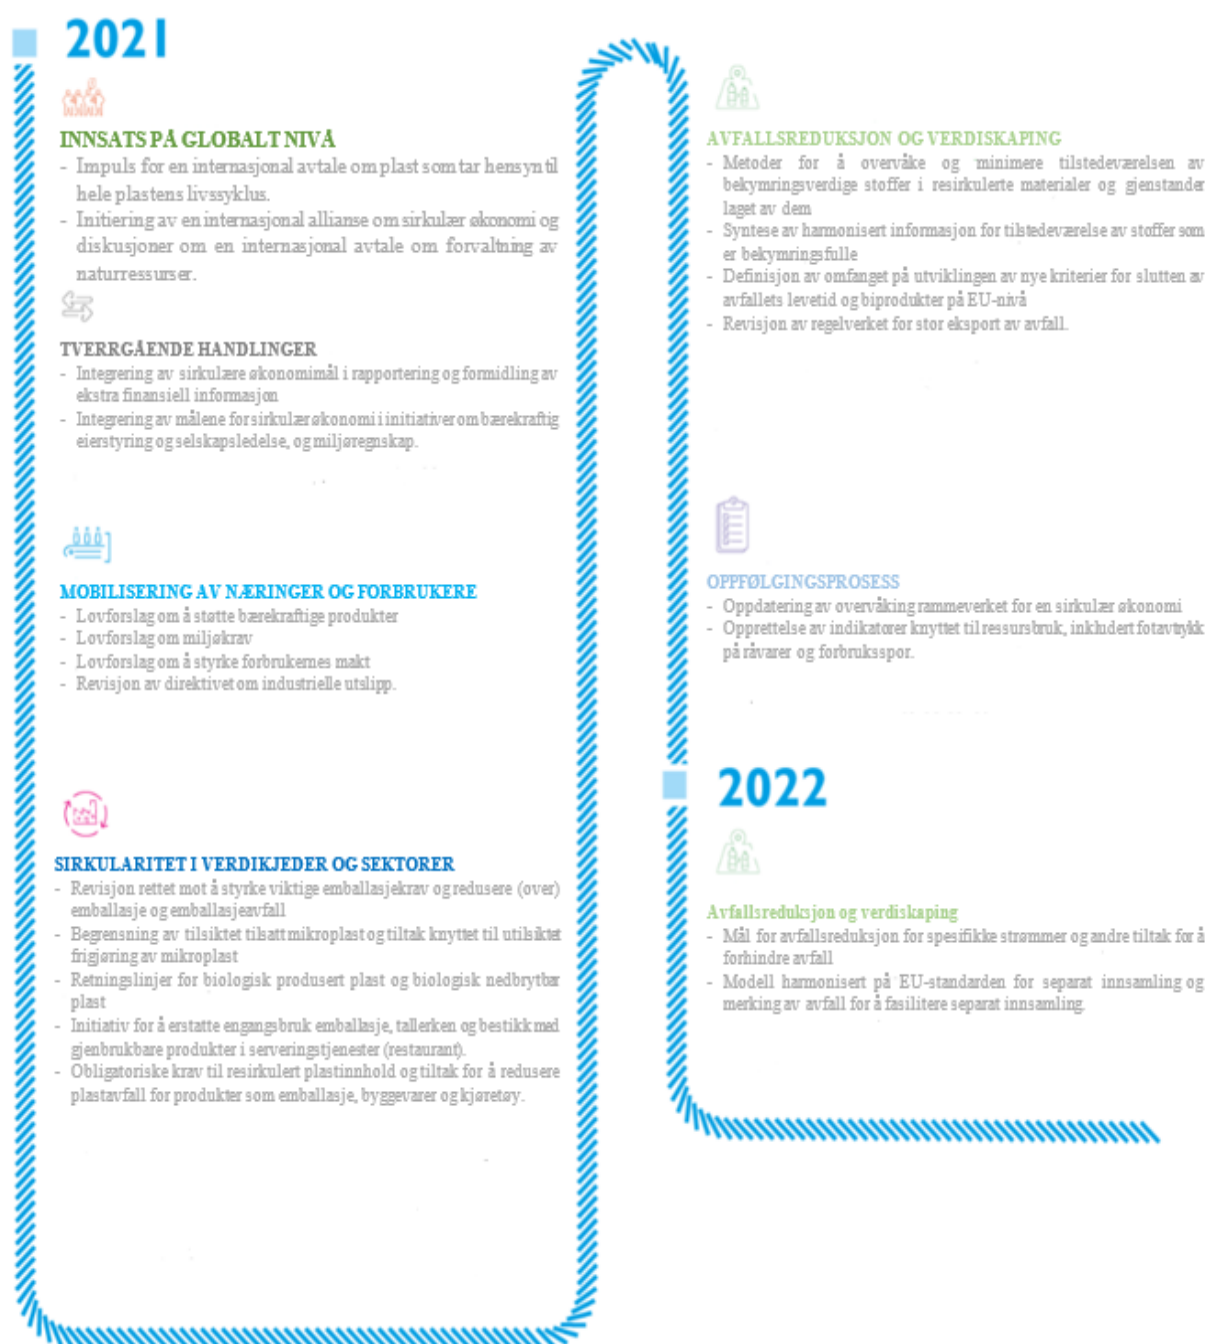 2021
INNSATS PÅ GLOBALT NIVÅ
- Impuls for en internasjonal avtale om plast som tar hensyn til
hele plastens livssyklus.
- Initiering av en internasjonal allianse om sirkulær økonomi og
diskusjoner om en internasjonal avtale om forvaltning av
naturressurser.
TVERRGÅENDE HANDLINGER
- Integrering av sirkulære økonomimål i rapportering og formidling av
ekstra finansiell informasjon
- Integrering av målene for sirkulær økonomi i initiativer om bærekraftig
eierstyring og selskapsledelse, og miljøregnskap.
MOBILISERING AV NÆRINGER OG FORBRUKERE
- Lovforslag om å støtte bærekraftige produkter
- Lovforslag om miljøkrav
- Lovforslag om å styrke forbrukernes makt
- Revisjon av direktivet om industrielle utslipp.
SIRKULARITET I VERDIKJEDER OG SEKTORER
- Revisjon rettet mot å styrke viktige emballasjekrav og redusere (over)
emballasje og emballasjeavfall
- Begrensning av tilsiktet tilsatt mikroplast og tiltak knyttet til utilsiktet
frigjøring av mikroplast
- Retningslinjer for biologisk produsert plast og biologisk nedbrytbar
plast
- Initiativ for å erstatte engangsbruk emballasje, tallerken og bestikk med
gjenbrukbare produkter i serveringstjenester (restaurant).
- Obligatoriske krav til resirkulert plastinnhold og tiltak for å redusere
plastavfall for produkter som emballasje, byggevarer og kjøretøy.
AVFALLSREDUKSJON OG VERDISKAPING
- Metoder for å overvåke og minimere tilstedeværelsen av
bekymringsverdige stoffer i resirkulerte materialer og gjenstander
laget av dem
- Syntese av harmonisert informasjon for tilstedeværelse av stoffer som
er bekymringsfulle
- Definisjon av omfanget på utviklingen av nye kriterier for slutten av
avfallets levetid og biprodukter på EU-nivå
- Revisjon av regelverket for stor eksport av avfall.
OPPFØLGINGSPROSESS
- Oppdatering av overvåking rammeverket for en sirkulær økonomi
- Opprettelse av indikatorer knyttet til ressursbruk, inkludert fotavtrykk
på råvarer og forbruksspor.
2022
Avfallsreduksjon og verdiskaping
- Mål for avfallsreduksjon for spesifikke strømmer og andre tiltak for å
forhindre avfall
- Modell harmonisert på EU-standarden for separat innsamling og
merking av avfall for å fasilitere separat innsamling.